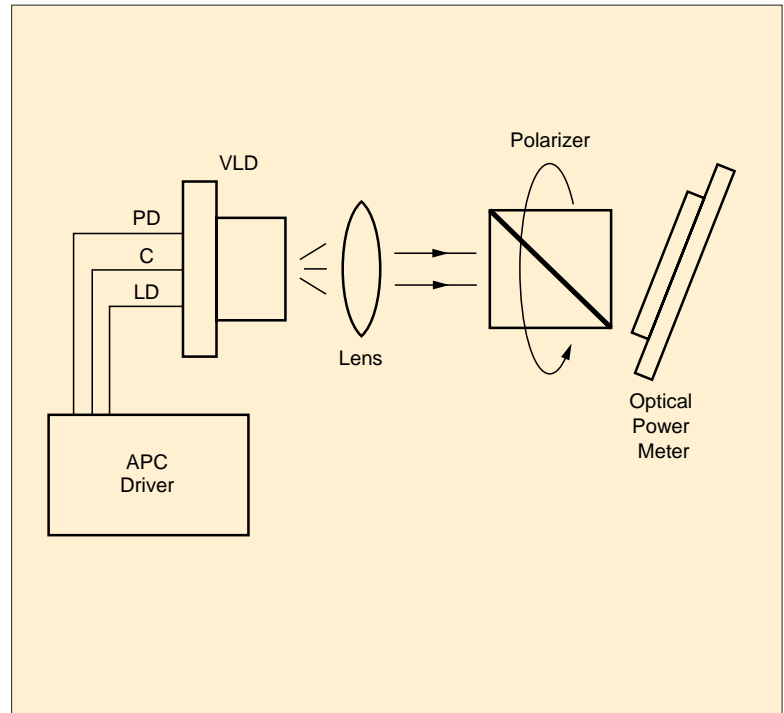 Polarizer
VLD
PD
C
LD
Lens
Optical
Power
Meter
APC
Driver